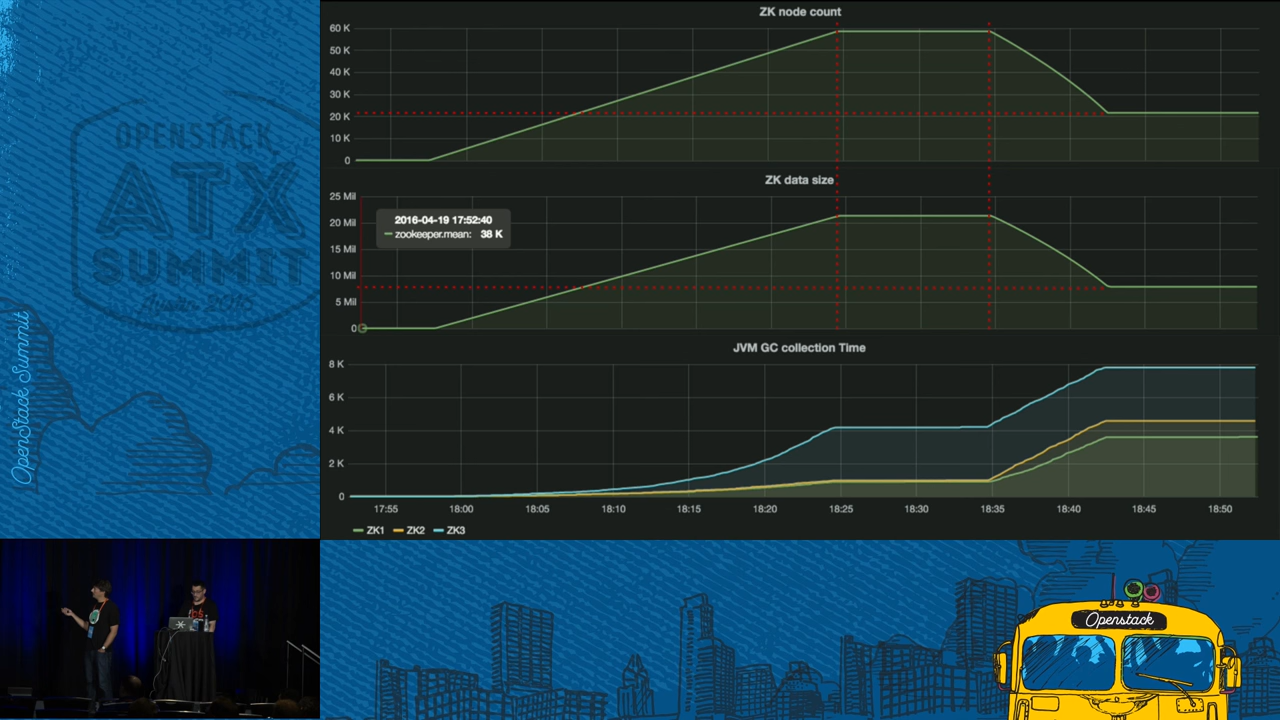 OPENSTACK
ATX
SUMMIT
Austin 2016
OpenStack Summit
ZK node count
60 K
50 K
40 K
30 K
20 K
10 K
0
ZK data size
25 Mil
20 Mil
15 Mil
10 Mil
5 Mil
0
2016-04-19 17:52:40
zookeeper.mean: 38 K
JVM GC collection Time
8 K
6 K
4 K
2 K
0
17:55 18:00 18:05 18:10 18:15 18:20 18:25 18:30 18:35 18:40 18:45 18:50
ZK1 ZK2 ZK3
Openstack